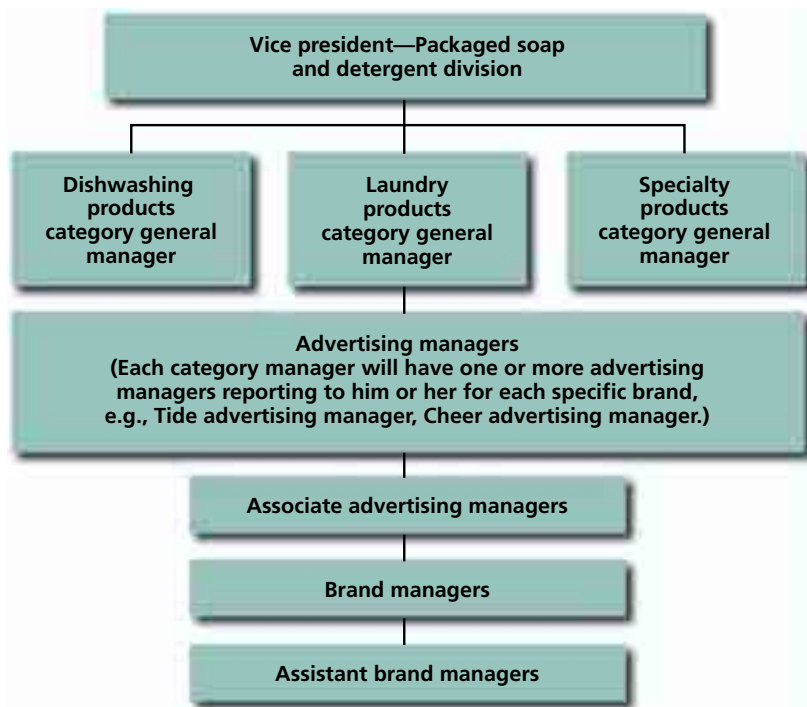 Vice president—Packaged soap
and detergent division
Dishwashing
products
category general
manager
Laundry
products
category general
manager
Specialty
products
category general
manager
Advertising managers
(Each category manager will have one or more advertising
managers reporting to him or her for each specific brand,
e.g., Tide advertising manager, Cheer advertising manager.)
Associate advertising managers
Brand managers
Assistant brand managers